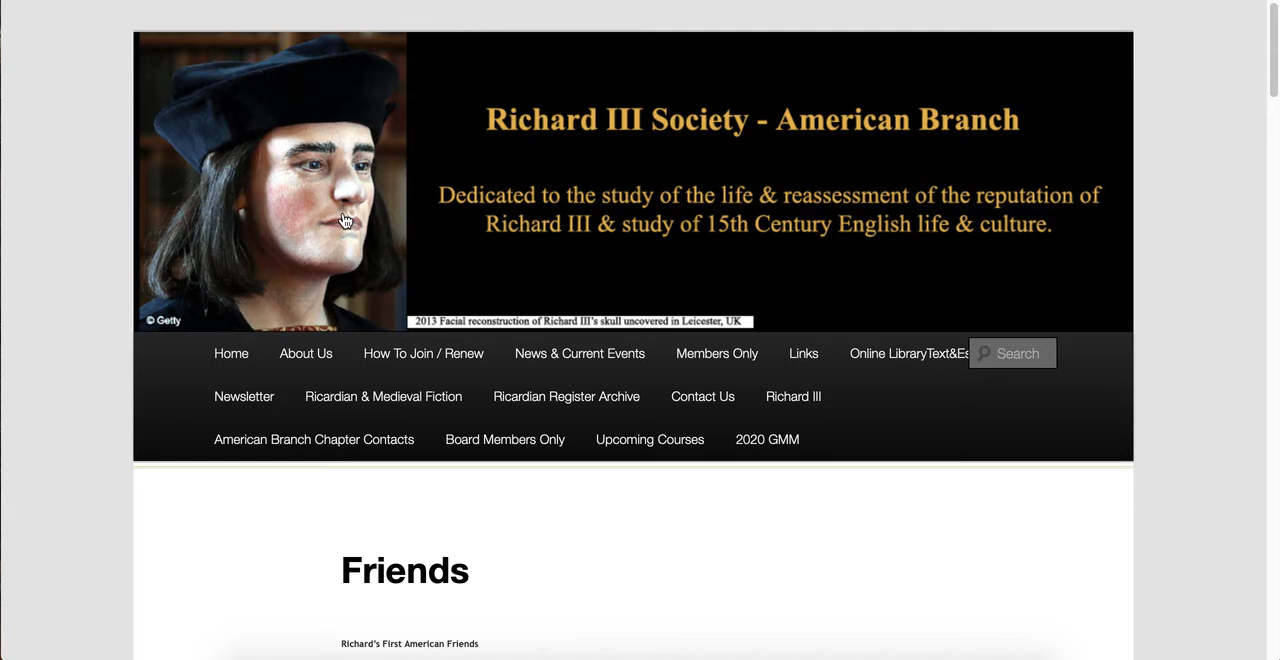 Richard III Society - American Branch
Dedicated to the study of the life & reassessment of the reputation of
Richard III & study of 15th Century English life & culture.
© Getty
2013 Facial reconstruction of Richard III's skull uncovered in Leicester, UK
Home About Us How To Join / Renew News & Current Events Members Only Links Online LibraryText&Es Search
Newsletter Ricardian & Medieval Fiction Ricardian Register Archive Contact Us Richard III
American Branch Chapter Contacts Board Members Only Upcoming Courses 2020 GMM
Friends
Richard's First American Friends